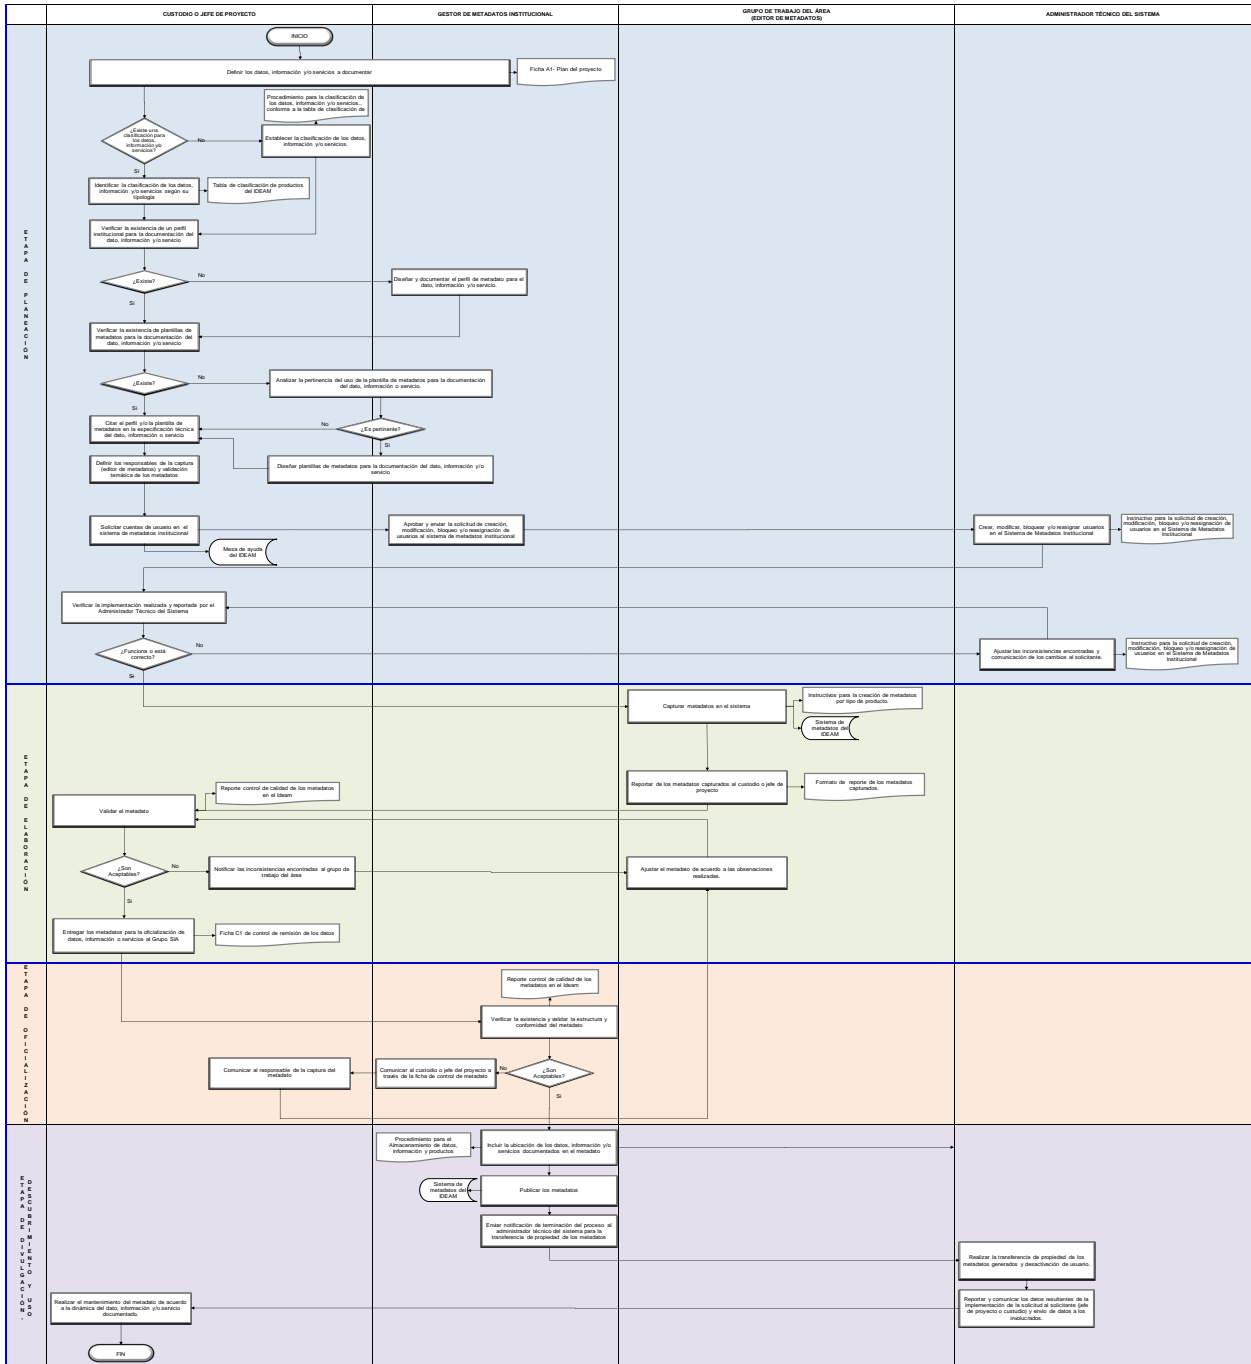 CUSTODIO O JEFE DE PROYECTO
GESTOR DE METADATOS INSTITUCIONAL
GRUPO DE TRABAJO DEL ÁREA
(EDITOR DE METADATOS)
ADMINISTRADOR TÉCNICO DEL SISTEMA
ETAPA DE PLANEACIÓN
INICIO
Definir los datos, información y/o servicios a documentar
Ficha A1- Plan del proyecto
Procedimiento para la clasificación de
los datos, información y/o servicios.,
conforma a la tabla de clasificación de
¿Existe una
clasificación para
los datos,
información y/o
servicios?
No
Establecer la clasificación de los datos,
información y/o servicios.
Si
Identificar la clasificación de los datos,
información y/o servicios según su
tipología
Tabla de clasificación de productos
del IDEAM
Verificar la existencia de un perfil
institucional para la documentación del
dato, información y/o servicio
¿Existe?
No
Diseñar y documentar el perfil de metadato para el
dato, información y/o servicio.
Si
Verificar la existencia de plantillas de
metadatos para la documentación del
dato, información y/o servicio
¿Existe?
No
Analizar la pertinencia del uso de la plantilla de metadatos para la documentación
del dato, información o servicio.
Si
Citar el perfil y/o la plantilla de
metadatos en la especificación técnica
del dato, información o servicio
No
¿Es pertinente?
Si
Definir los responsables de la captura
(editor de metadatos) y validación
temática de los metadatos
Diseñar plantillas de metadatos para la documentación del dato, información y/o
servicio
Solicitar cuentas de usuario en el
sistema de metadatos institucional
Aprobar y enviar la solicitud de creación,
modificación, bloqueo y/o reasignación de
usuarios al sistema de metadatos institucional
Crear, modificar, bloquear y/o reasignar usuarios
en el Sistema de Metadatos Institucional
Instructivo para la solicitud de creación,
modificación, bloqueo y/o reasignación de
usuarios en el Sistema de Metadatos
Institucional
Mesa de ayuda
del IDEAM
Verificar la implementación realizada y reportada por el
Administrador Técnico del Sistema
¿Funciona o está
correcto?
No
Ajustar las inconsistencias encontradas y
comunicación de los cambios al solicitante.
Instructivo para la solicitud de creación,
modificación, bloqueo y/o reasignación de
usuarios en el Sistema de Metadatos
Institucional
Si
ETAPA DE ELABORACIÓN
Capturar metadatos en el sistema
Instructivos para la creación de metadatos
por tipo de producto.
Sistema de
metadatos del
IDEAM
Reportar de los metadatos capturados al custodio o jefe de
proyecto
Formato de reporte de los metadatos
capturados.
Reporte control de calidad de los metadatos
en el Ideam
Validar el metadato
¿Son
Aceptables?
No
Notificar las inconsistencias encontradas al grupo de
trabajo del área
Ajustar el metadato de acuerdo a las observaciones
realizadas.
Si
Entregar los metadatos para la oficialización de
datos, información o servicios al Grupo SIA
Ficha C1 de control de remisión de los datos
ETAPA DE OFICIALIZACIÓN
Reporte control de calidad de los
metadatos en el Ideam
Verificar la existencia y validar la estructura y
conformidad del metadato
¿Son
Aceptables?
No
Comunicar al custodio o jefe del proyecto a
través de la ficha de control de metadato
Comunicar al responsable de la captura del
metadato
Si
ETAPA DE DIVULGACIÓN,
DESCUBRIMIENTO Y USO
Procedimiento para el
Almacenamiento de datos,
información y productos
Incluir la ubicación de los datos, información y/o
servicios documentados en el metadato
Sistema de
metadatos del
IDEAM
Publicar los metadatos
Enviar notificación de terminación del proceso al
administrador técnico del sistema para la
transferencia de propiedad de los metadatos
Realizar la transferencia de propiedad de los
metadatos generados y desactivación de usuario.
Reportar y comunicar los datos resultantes de la
implementación de la solicitud al solicitante (jefe
de proyecto o custudio) y envío de datos a los
involucrados.
Realizar el mantenimiento del metadato de acuerdo
a la dinámica del dato, información y/o servicio
documentado.
FIN